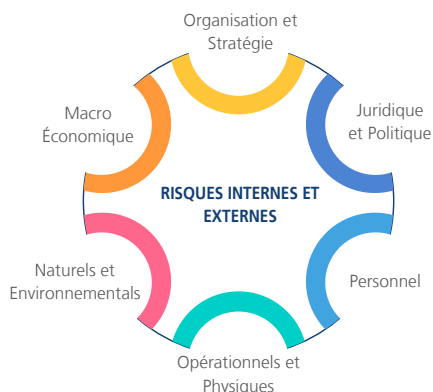 Organisation et
Stratégie
Macro
Économique
Juridique
et Politique
RISQUES INTERNES ET
EXTERNES
Naturels et
Environnementals
Personnel
Opérationnels et
Physiques